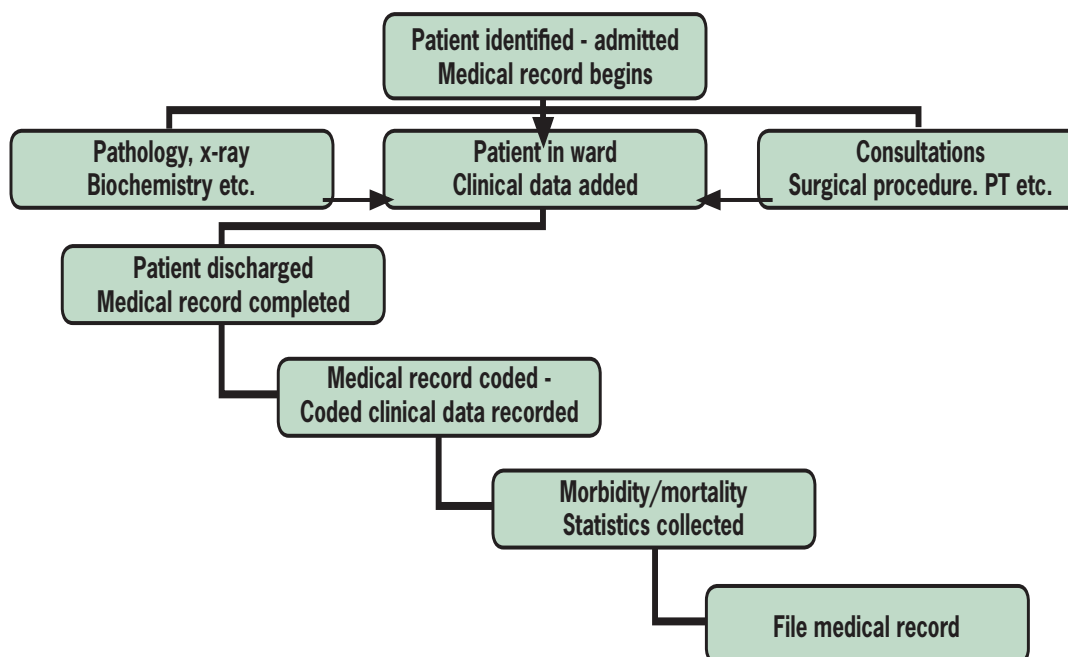 Patient identified - admitted
Medical record begins
Pathology, x-ray
Biochemistry etc.
Patient in ward
Clinical data added
Consultations
Surgical procedure. PT etc.
Patient discharged
Medical record completed
Medical record coded -
Coded clinical data recorded
Morbidity/mortality
Statistics collected
File medical record